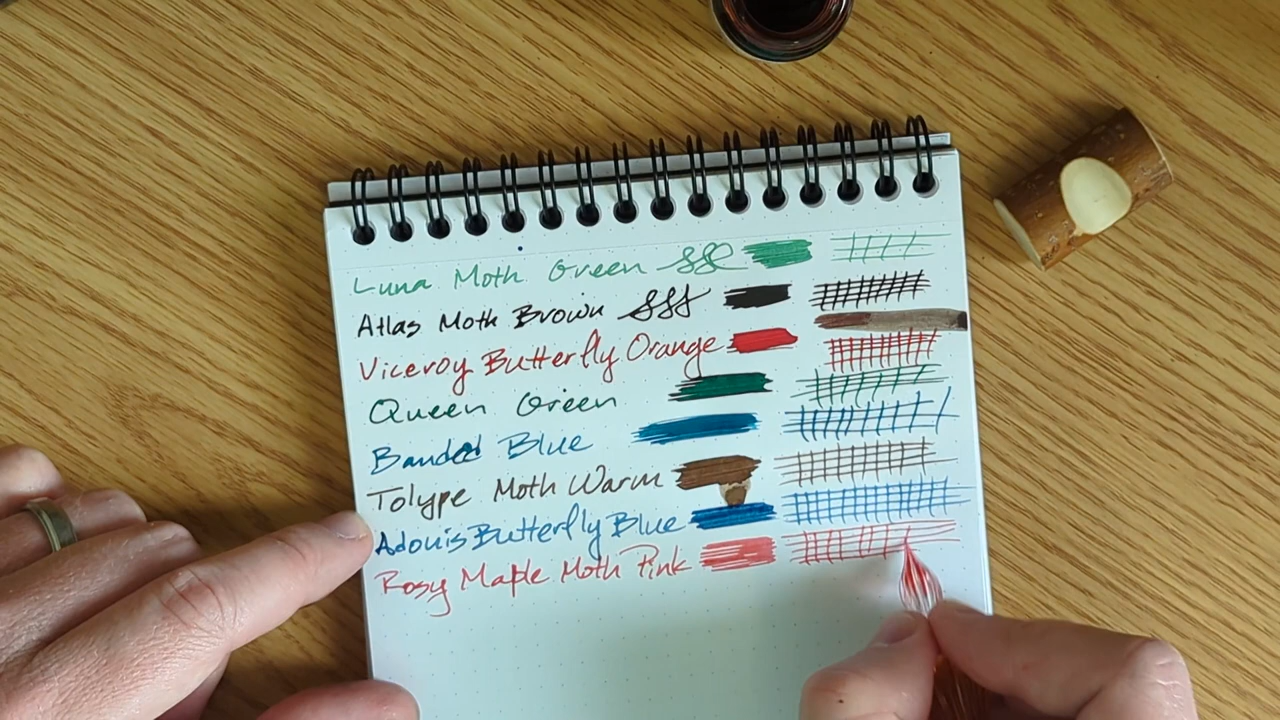 Luna Moth Green
Atlas Moth Brown
Viceroy Butterfly Orange
Queen Green
Banded Blue
Tolype Moth Warm
Adonis Butterfly Blue
Rosy Maple Moth Pink